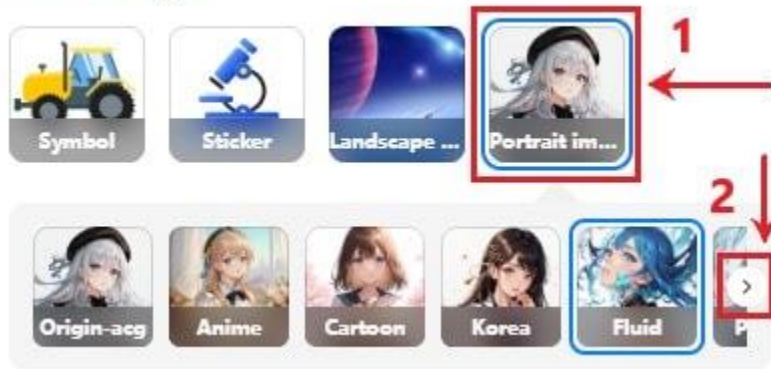 1
Symbol
Sticker
Landscape ...
Portrait im...
2
Origin-acg
Anime
Cartoon
Korea
Fluid
P